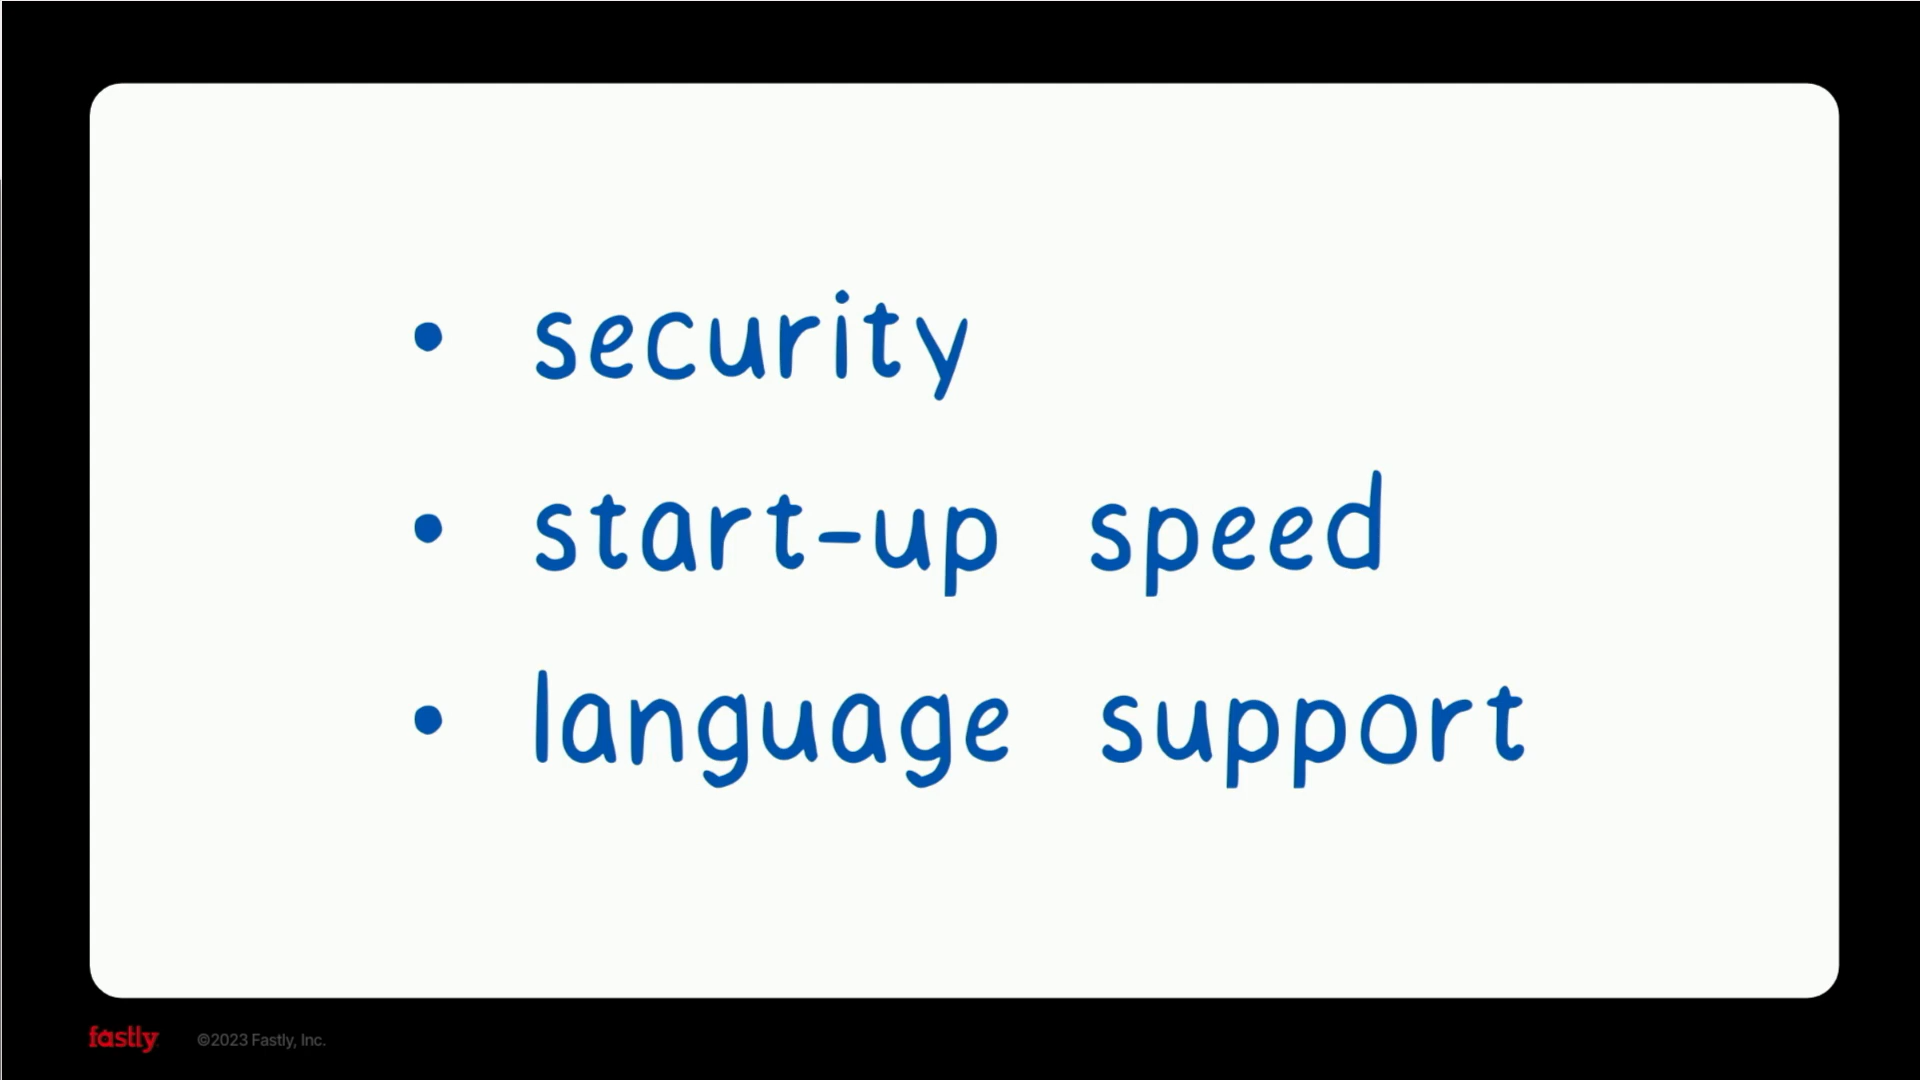 • security
• start-up speed
• language support
fastly ©2023 Fastly, Inc.